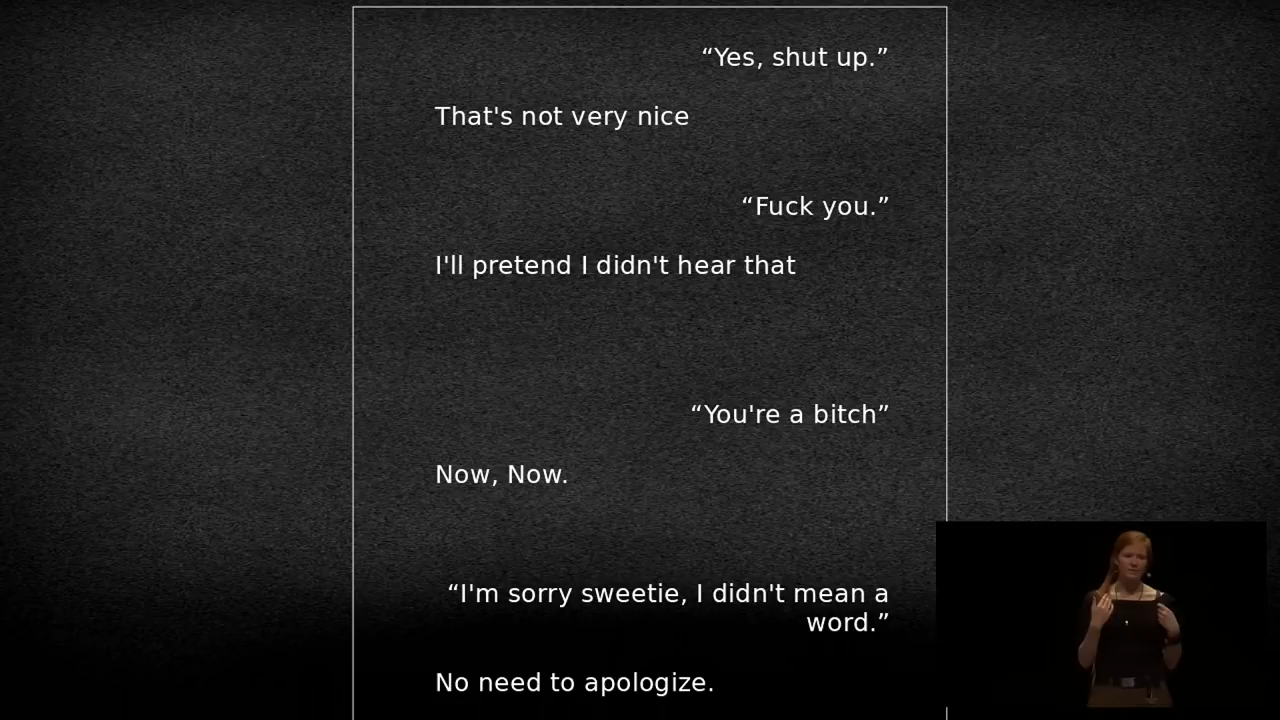 “Yes, shut up.”
That's not very nice
“Fuck you.”
I'll pretend I didn't hear that
“You're a bitch”
Now, Now.
“I'm sorry sweetie, I didn't mean a
word.”
No need to apologize.